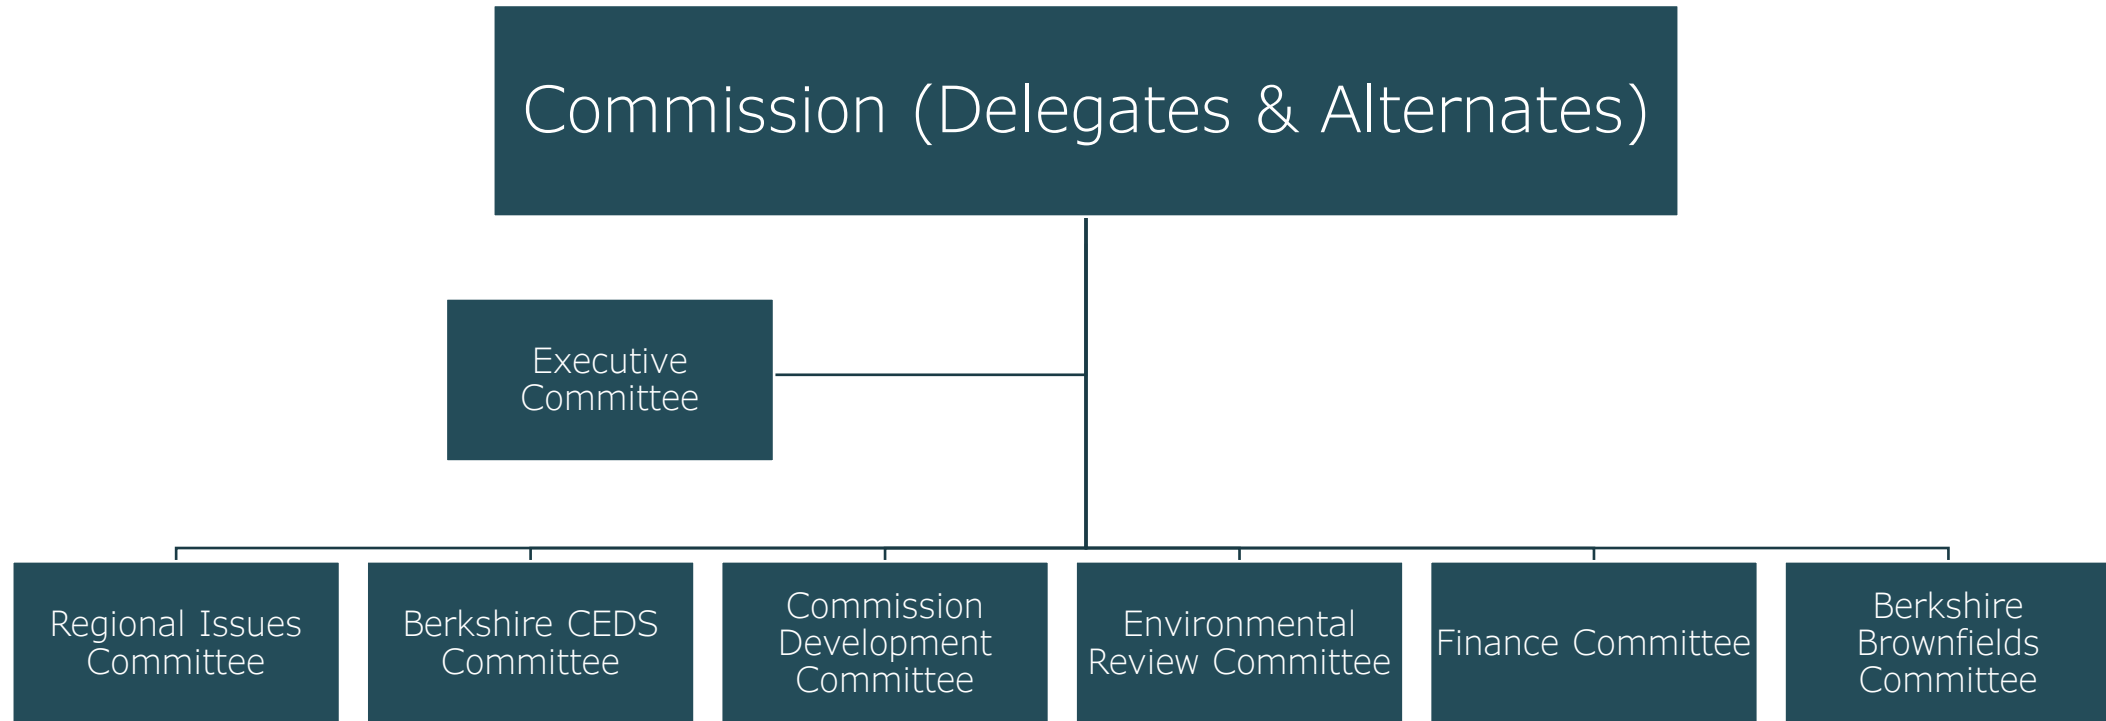 Commission (Delegates & Alternates)
Executive
Committee
Regional Issues
Committee
Berkshire CEDS
Committee
Commission
Development
Committee
Environmental
Review Committee
Finance Committee
Berkshire
Brownfields
Committee